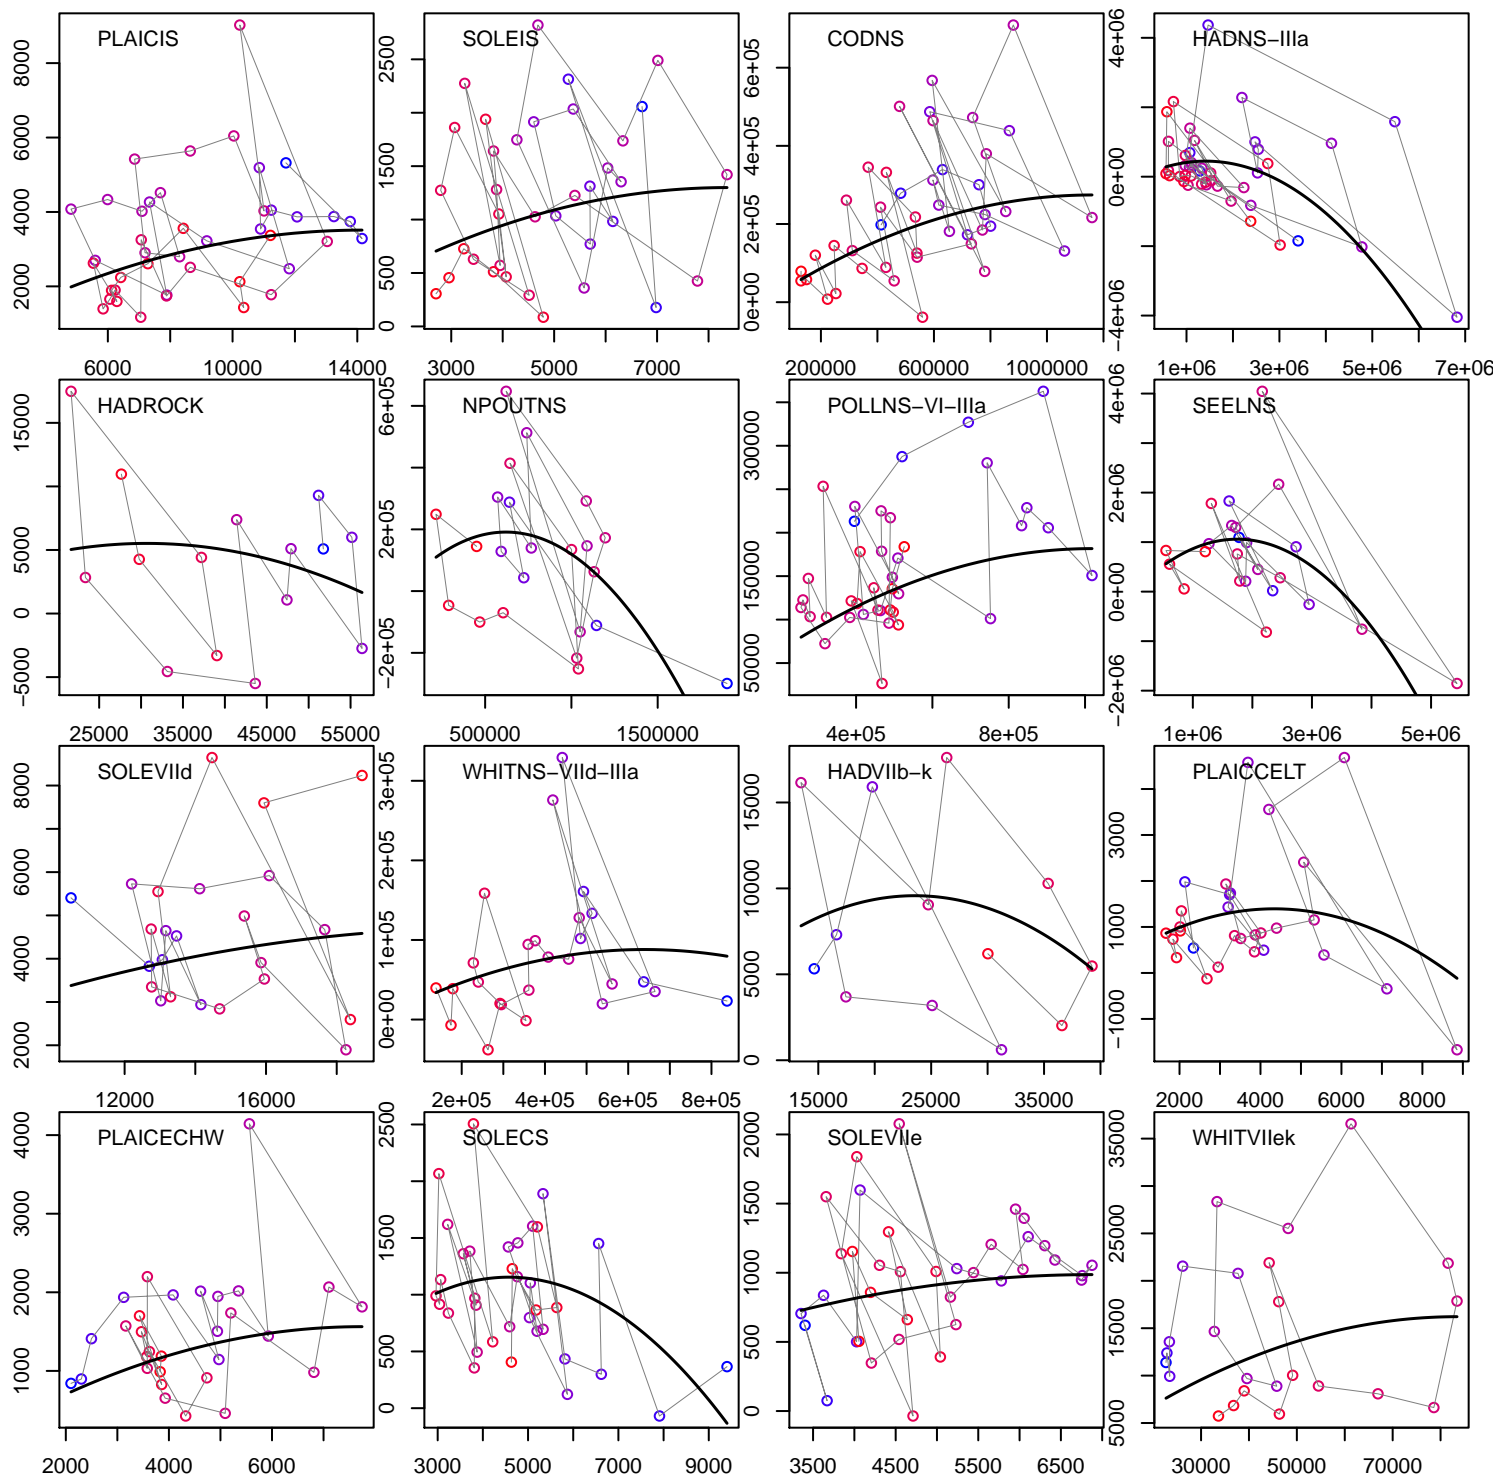 PLAICIS
SOLEIS
CODNS
HADNS−IIIa
2000 4000 6000 8000
0 500 1500 2500
0e+00 2e+05 4e+05 6e+05
−4e+06 0e+00 4e+06
6000 10000 14000
3000 5000 7000
200000 600000 1000000
1e+06 3e+06 5e+06 7e+06
HADROCK
NPOUTNS
POLLNS−VI−IIIa
SEELNS
−5000 0 5000 15000
−2e+05 2e+05 6e+05
50000 150000 300000
−2e+06 0e+00 2e+06 4e+06
25000 35000 45000 55000
500000 1500000
4e+05 8e+05
1e+06 3e+06 5e+06
SOLEVIId
WHITNS−VIId−IIIa
HADVIIb−k
PLAICCELT
2000 4000 6000 8000
0e+00 1e+05 2e+05 3e+05
0 5000 10000 15000
−1000 1000 3000
12000 16000
2e+05 4e+05 6e+05 8e+05
15000 25000 35000
2000 4000 6000 8000
PLAICECHW
SOLECS
SOLEVIIe
WHITVIIek
1000 2000 3000 4000
0 500 1500 2500
0 500 1000 1500 2000
5000 15000 25000 35000
2000 4000 6000
3000 5000 7000 9000
3500 4500 5500 6500
30000 50000 70000